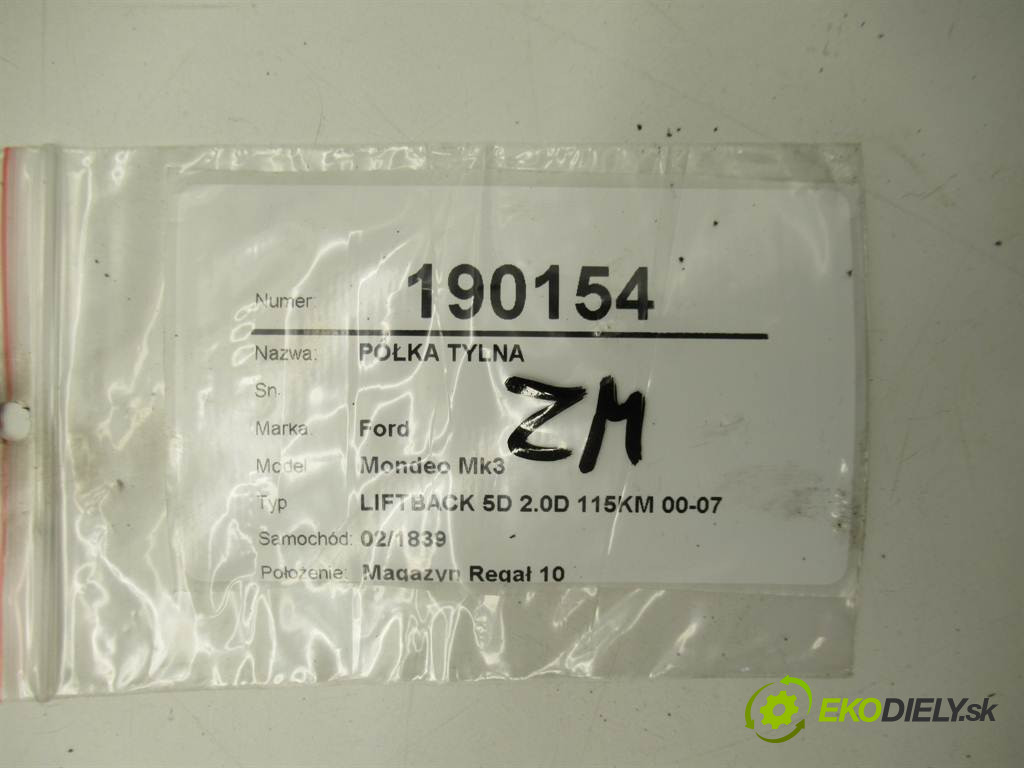 Numer: 190154
Nazwa: PÓŁKA TYLNA
Sn.
Marka: Ford
ZM
Model Mondeo Mk3
Typ LIFTBACK 5D 2.0D 115KM 00-07
Samochód: 02/1839
Położenie: Magazyn Regał 10
EKODIELY.sk